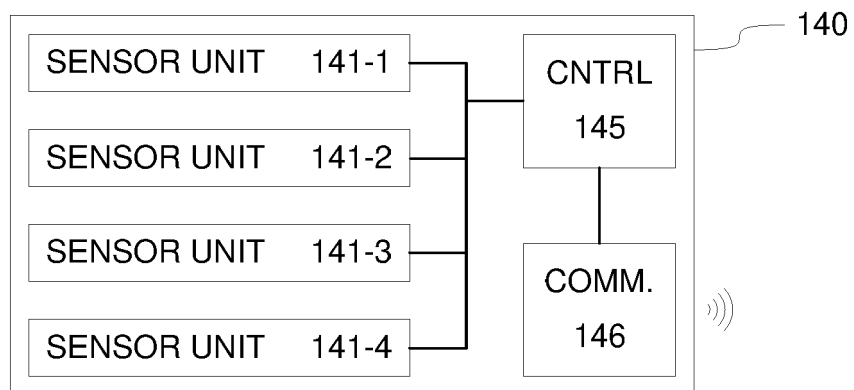 140
SENSOR UNIT 141-1
SENSOR UNIT 141-2
SENSOR UNIT 141-3
SENSOR UNIT 141-4
CNTRL
145
COMM.
146